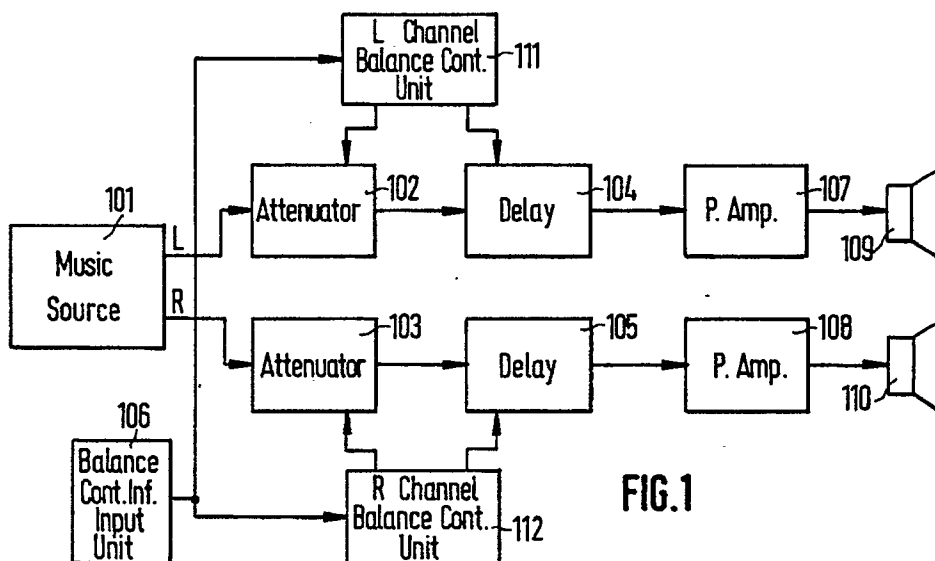 L Channel
Balance Cont.
Unit
111
101
Music
Source
L
R
Attenuator
102
Delay
104
P. Amp.
107
109
Attenuator
103
Delay
105
P. Amp.
108
110
106
Balance
Cont.Inf.
Input
Unit
R Channel
Balance Cont.
Unit
112
FIG.1